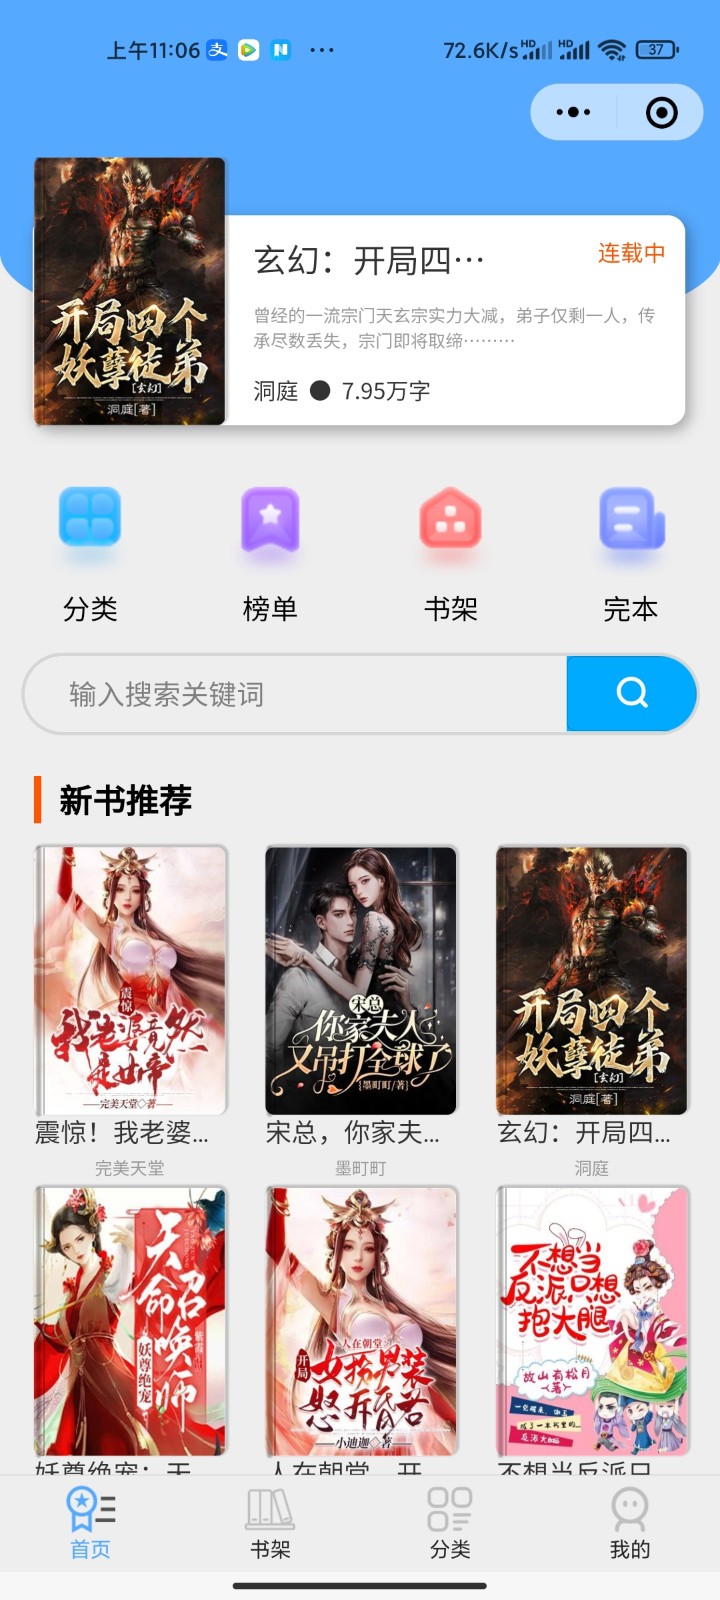 上午11:06
72.6K/s
HD
HD
37
玄幻：开局四…
连载中
曾经的一流宗门天玄宗实力大减，弟子仅剩一人，传
承尽数丢失，宗门即将取缔………
洞庭 ● 7.95万字
开局四个
妖孽徒弟
[玄幻]
洞庭[著]
分类
榜单
书架
完本
输入搜索关键词
新书推荐
震惊
我老婆竟然
是女帝
完美天堂◇著
宋总
你家夫人
又吊打全球了
{墨町町/著}
开局四个
妖孽徒弟
[玄幻]
洞庭[著]
震惊！我老婆...
宋总，你家夫...
玄幻：开局四...
完美天堂
墨町町
洞庭
天命召唤师
妖尊绝宠
人在朝堂
开局
女扮男装
怒斥昏君
小迪迦◇著
不想当
反派只想
抱大腿
故山有松月
著
妖尊绝宠：天
人在朝堂，开
不想当反派只
首页
书架
分类
我的